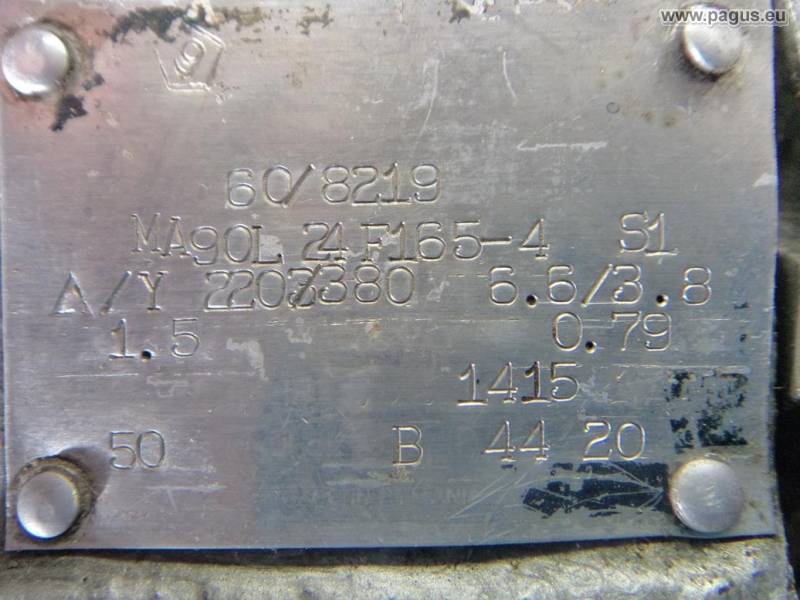 www.pagus.eu
60/8219
MA90L 24F165-4 S1
Δ/Y 220/380 6.6/3.8
1.5 0.79
1415
50 B 44 20